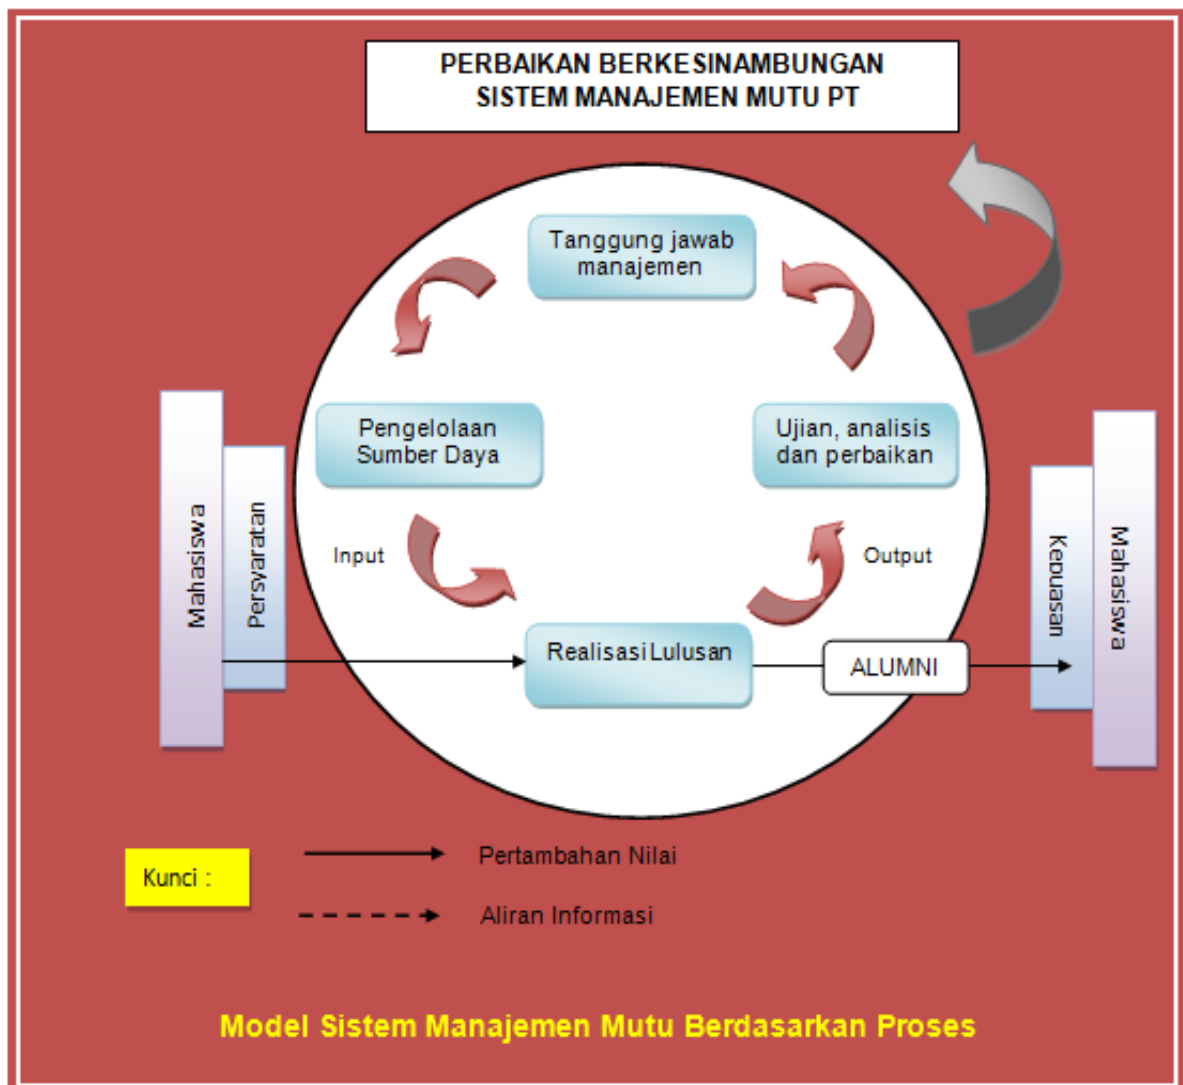 PERBAIKAN BERKESINAMBUNGAN
SISTEM MANAJEMEN MUTU PT
Tanggung jawab
manajemen
Pengelolaan
Sumber Daya
Ujian, analisis
dan perbaikan
Mahasiswa
Persyaratan
Input
Output
Kepuasan
Mahasiswa
Realisasi Lulusan
ALUMNI
Kunci :
Pertambahan Nilai
Aliran Informasi
Model Sistem Manajemen Mutu Berdasarkan Proses